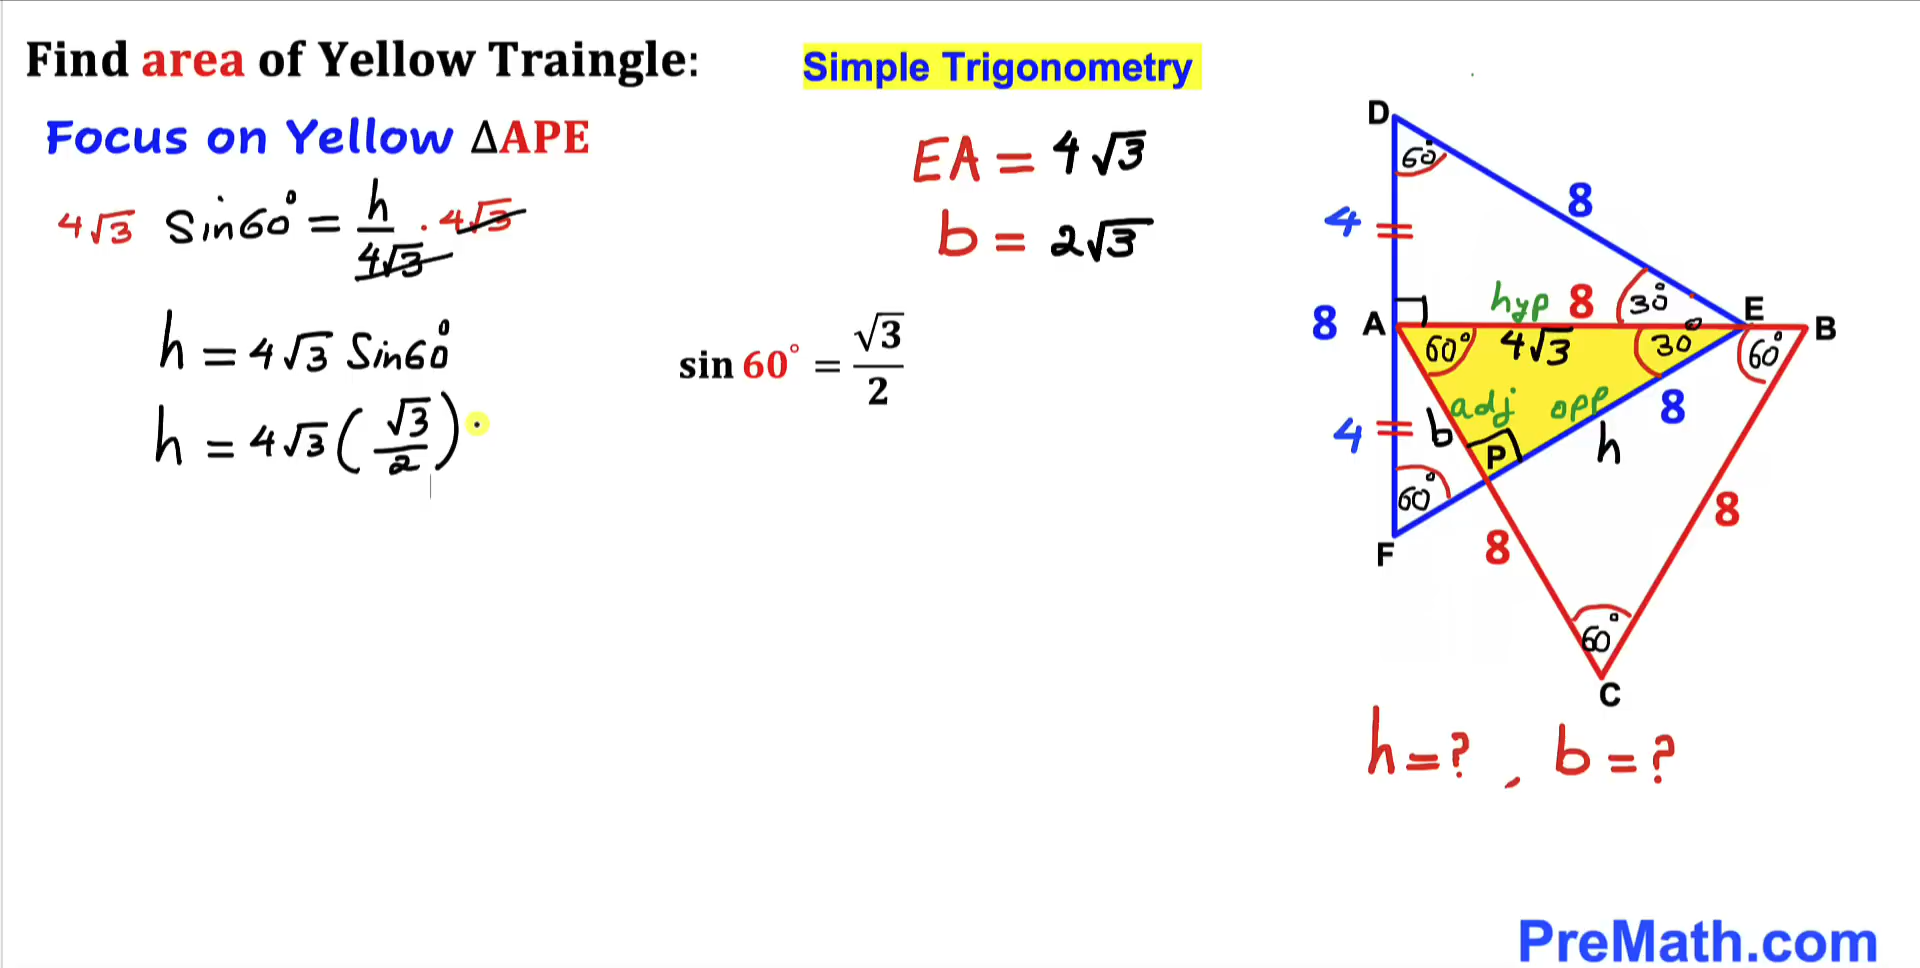 Find area of Yellow Traingle:
Simple Trigonometry
Focus on Yellow ΔAPE
EA = 4√3
4√3 Sin60° = h/4√3 · 4√3
b = 2√3
h = 4√3 Sin60°
sin 60° = √3/2
h = 4√3 (√3/2)
D
60°
8
4
hyp 8
30°
E
8 A
B
60°
4√3
30°
60°
adj
opp
8
4
b
P
h
60°
8
F
8
60°
C
h = ? , b = ?
PreMath.com